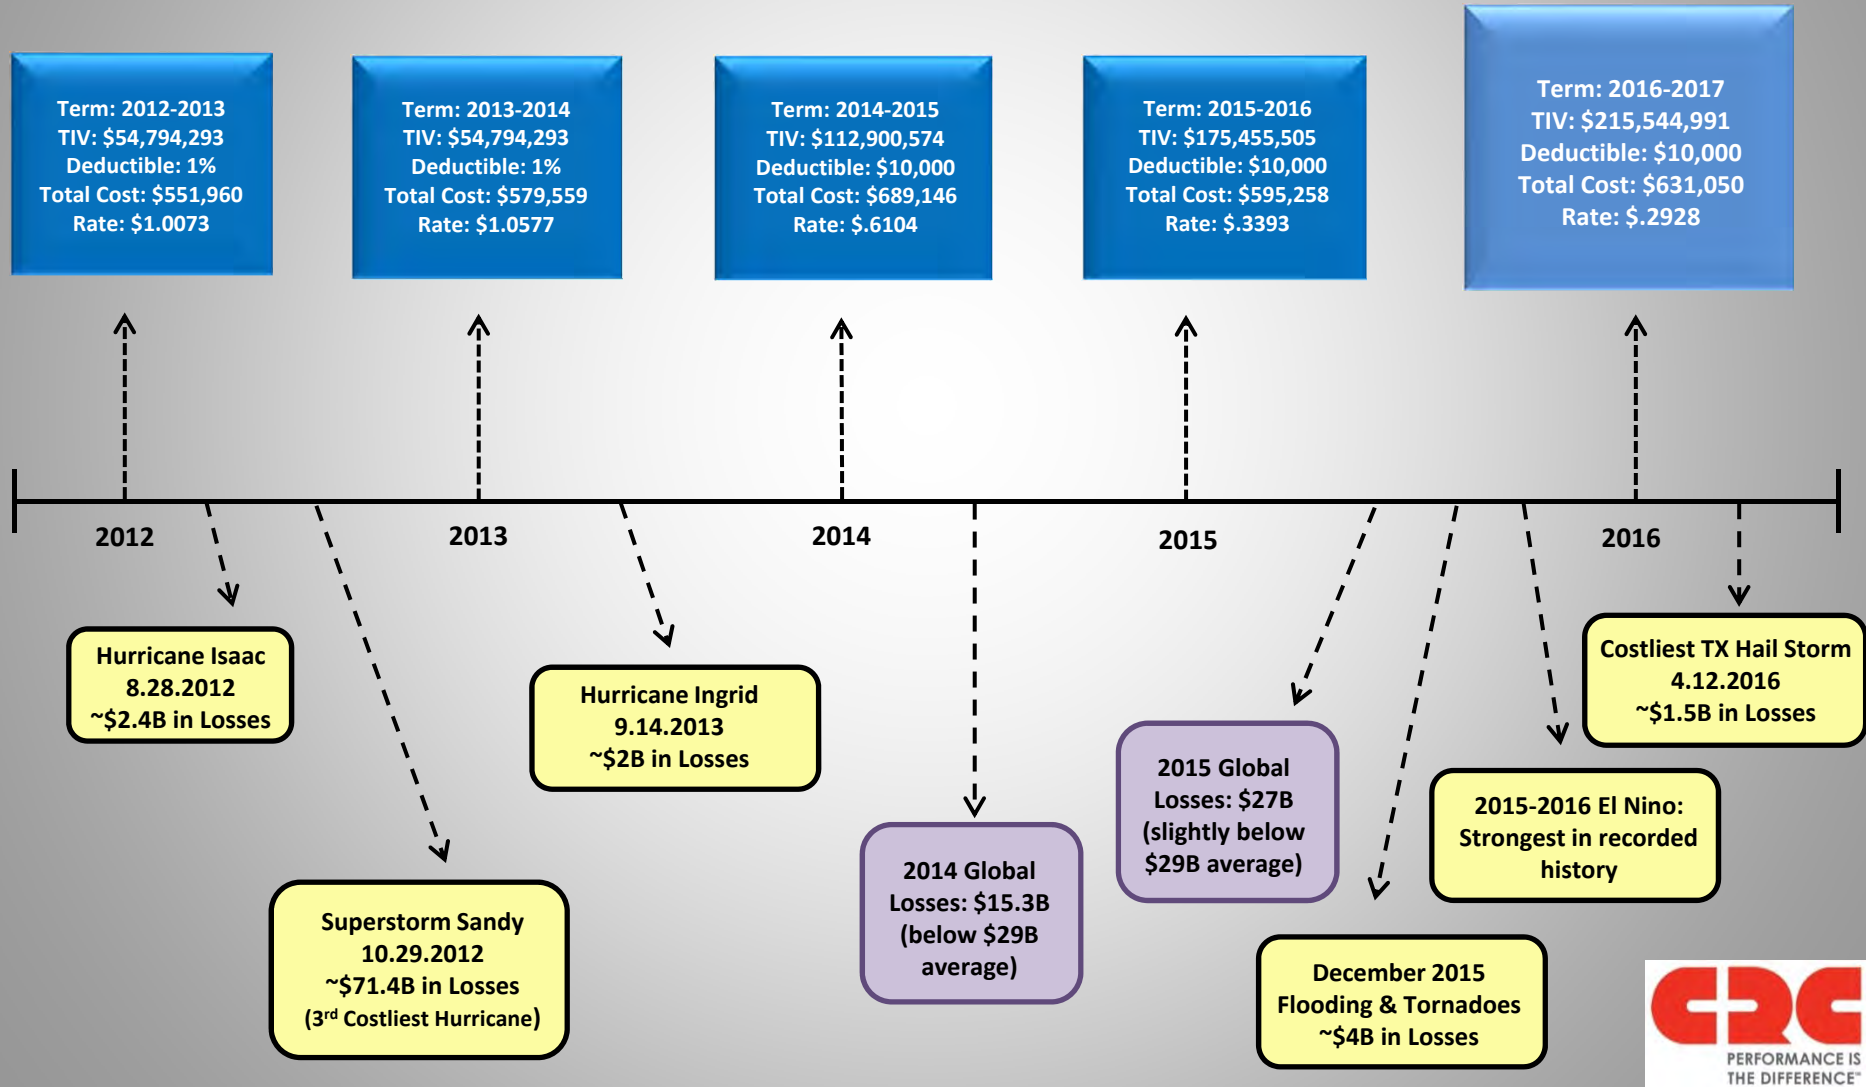 Term: 2012-2013
TIV: $54,794,293
Deductible: 1%
Total Cost: $551,960
Rate: $1.0073
Term: 2013-2014
TIV: $54,794,293
Deductible: 1%
Total Cost: $579,559
Rate: $1.0577
Term: 2014-2015
TIV: $112,900,574
Deductible: $10,000
Total Cost: $689,146
Rate: $.6104
Term: 2015-2016
TIV: $175,455,505
Deductible: $10,000
Total Cost: $595,258
Rate: $.3393
Term: 2016-2017
TIV: $215,544,991
Deductible: $10,000
Total Cost: $631,050
Rate: $.2928
2012
2013
2014
2015
2016
Hurricane Isaac
8.28.2012
~$2.4B in Losses
Superstorm Sandy
10.29.2012
~$71.4B in Losses
(3rd Costliest Hurricane)
Hurricane Ingrid
9.14.2013
~$2B in Losses
2014 Global
Losses: $15.3B
(below $29B
average)
2015 Global
Losses: $27B
(slightly below
$29B average)
December 2015
Flooding & Tornadoes
~$4B in Losses
2015-2016 El Nino:
Strongest in recorded
history
Costliest TX Hail Storm
4.12.2016
~$1.5B in Losses
CRC
PERFORMANCE IS
THE DIFFERENCE℠